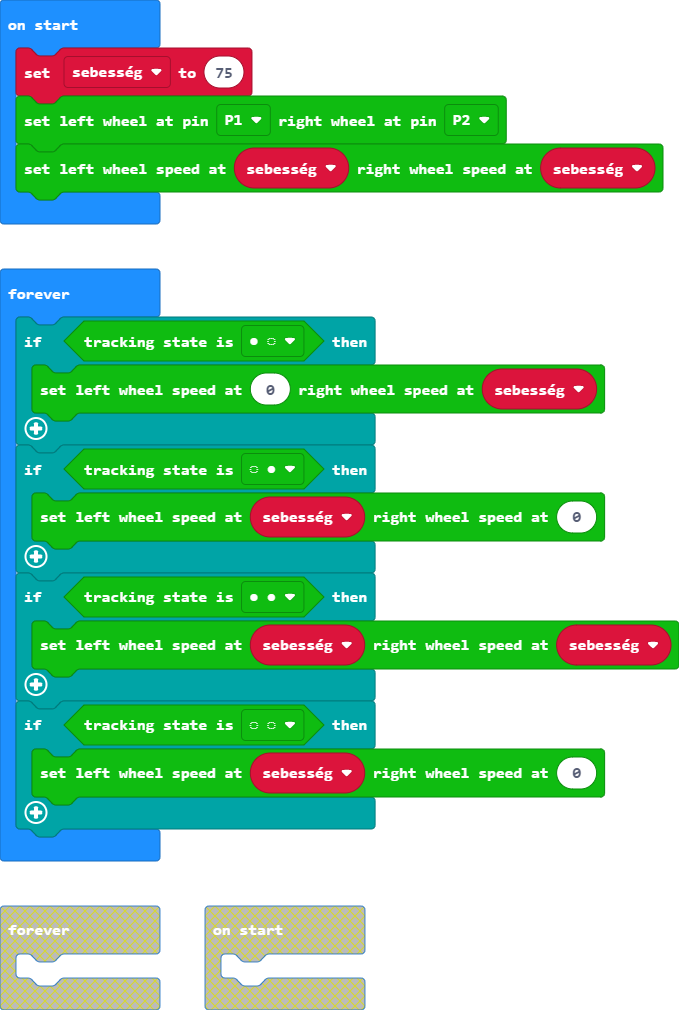 on start
set sebesség to 75
set left wheel at pin P1 right wheel at pin P2
set left wheel speed at sebesség right wheel speed at sebesség
forever
if tracking state is ● ◌ then
set left wheel speed at 0 right wheel speed at sebesség
if tracking state is ◌ ● then
set left wheel speed at sebesség right wheel speed at 0
if tracking state is ● ● then
set left wheel speed at sebesség right wheel speed at sebesség
if tracking state is ◌ ◌ then
set left wheel speed at sebesség right wheel speed at 0
forever
on start